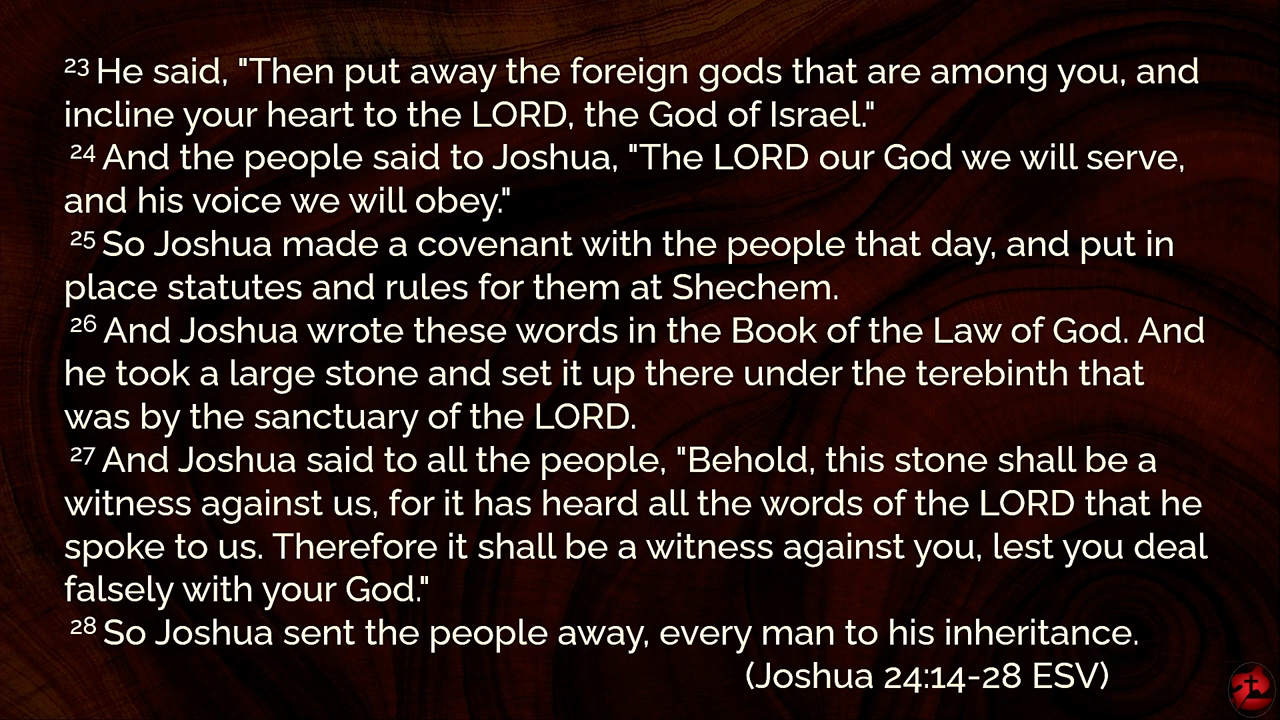 23 He said, "Then put away the foreign gods that are among you, and
incline your heart to the LORD, the God of Israel."
24 And the people said to Joshua, "The LORD our God we will serve,
and his voice we will obey."
25 So Joshua made a covenant with the people that day, and put in
place statutes and rules for them at Shechem.
26 And Joshua wrote these words in the Book of the Law of God. And
he took a large stone and set it up there under the terebinth that
was by the sanctuary of the LORD.
27 And Joshua said to all the people, "Behold, this stone shall be a
witness against us, for it has heard all the words of the LORD that he
spoke to us. Therefore it shall be a witness against you, lest you deal
falsely with your God."
28 So Joshua sent the people away, every man to his inheritance.
(Joshua 24:14-28 ESV)